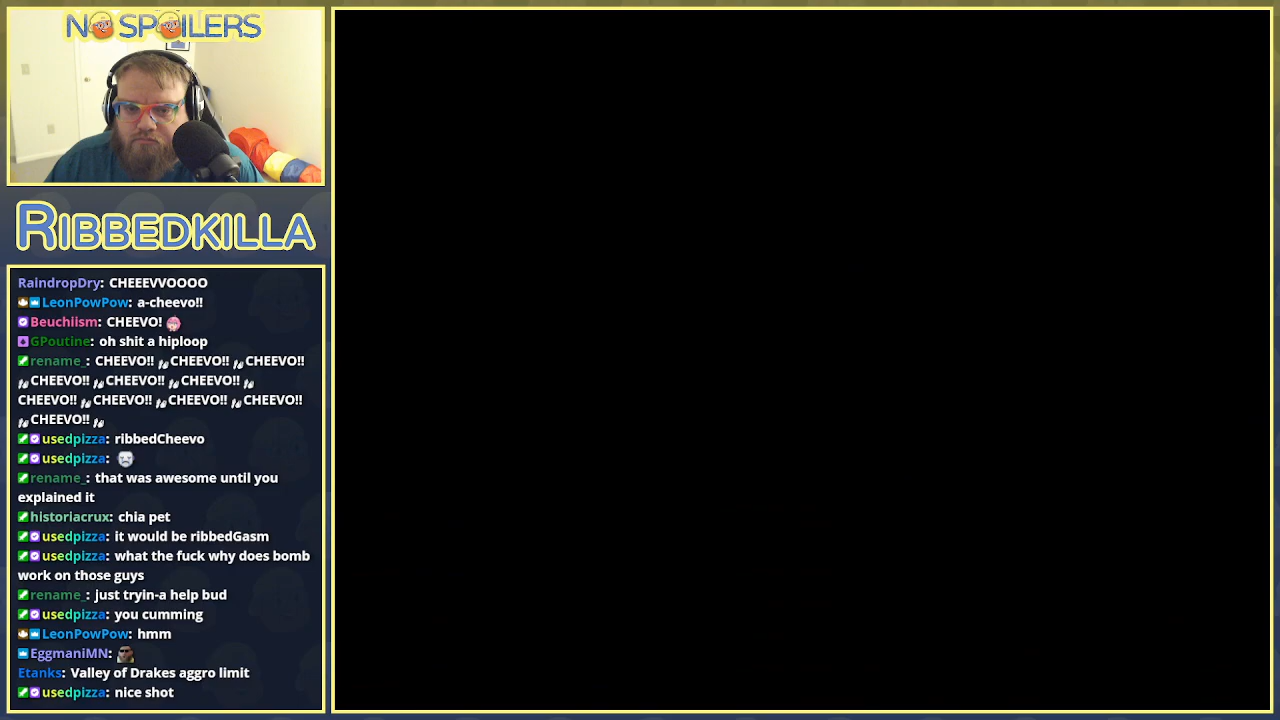 NO SPOILERS
RIBBEDKILLA
RaindropDry: CHEEEVVOOOO
LeonPowPow: a-cheevo!!
Beuchiism: CHEEVO!
GPoutine: oh shit a hiploop
rename_: CHEEVO!! CHEEVO!! CHEEVO!!
CHEEVO!! CHEEVO!! CHEEVO!!
CHEEVO!! CHEEVO!! CHEEVO!! CHEEVO!!
CHEEVO!!
usedpizza: ribbedCheevo
usedpizza:
rename_: that was awesome until you
explained it
historiacrux: chia pet
usedpizza: it would be ribbedGasm
usedpizza: what the fuck why does bomb
work on those guys
rename_: just tryin-a help bud
usedpizza: you cumming
LeonPowPow: hmm
EggmaniMN:
Etanks: Valley of Drakes aggro limit
usedpizza: nice shot